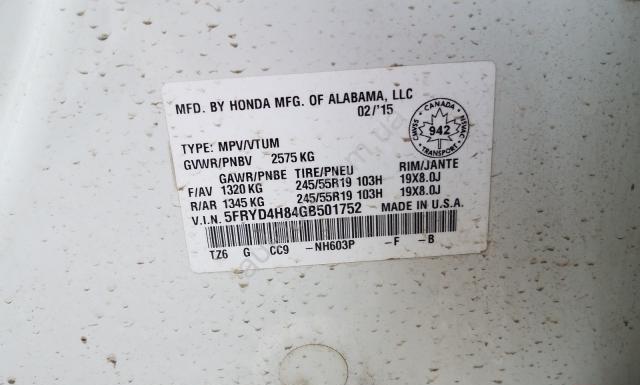 MFD. BY HONDA MFG. OF ALABAMA, LLC
02/'15
CANADA
942
TRANSPORT
TYPE: MPV/VTUM
GVWR/PNBV 2575 KG
GAWR/PNBE TIRE/PNEU RIM/JANTE
F/AV 1320 KG 245/55R19 103H 19X8.0J
R/AR 1345 KG 245/55R19 103H 19X8.0J
V.I.N. 5FRYD4H84GB501752
TZ6 G CC9 -NH603P -F -B